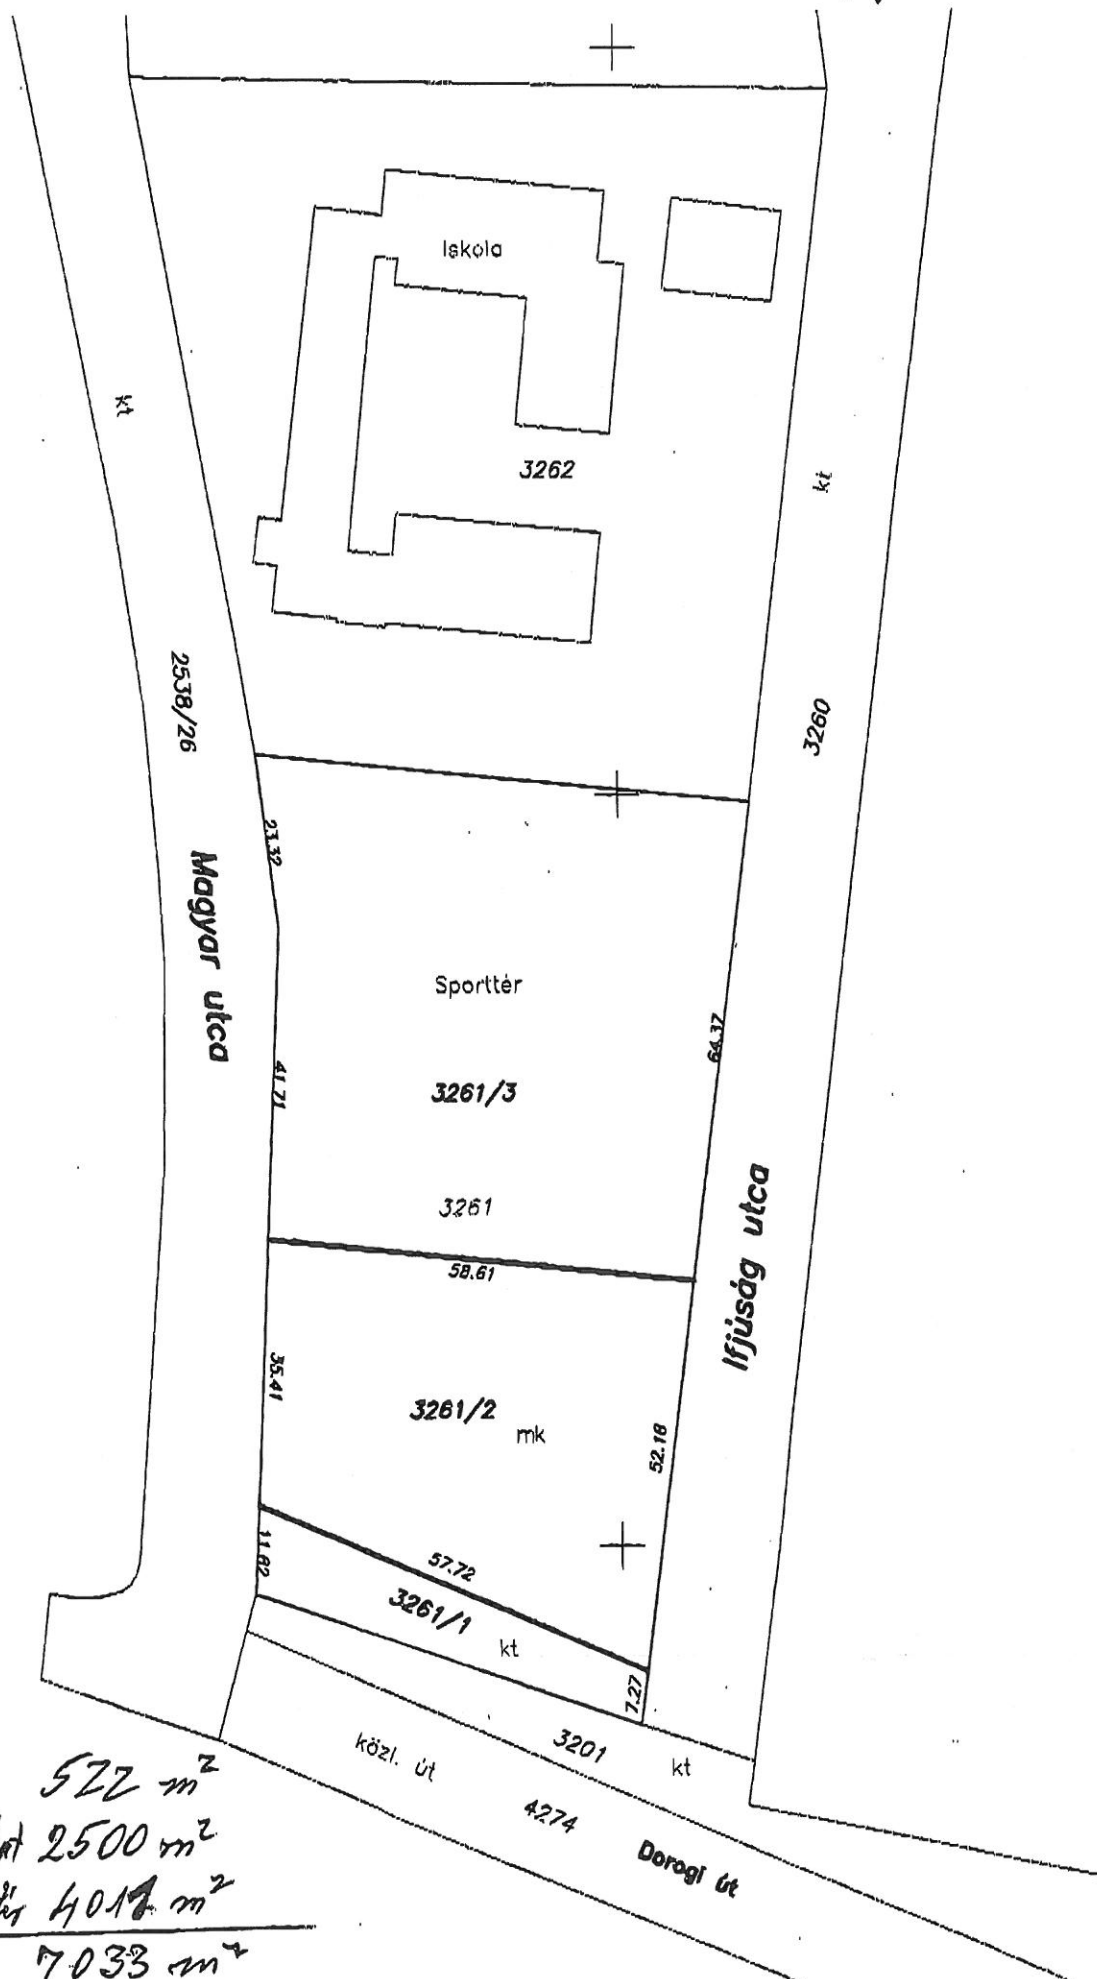 Iskola
kt
3262
kt
2538/26
3260
23.32
Magyar utca
Sporttér
64.37
41.71
3261/3
3261
58.61
Ifjúság utca
35.41
3261/2
mk
52.18
11.62
57.72
3261/1
kt
7.27
3201
kt
közl. út
4274
Dorogi út
522 m²
2500 m²
m²
7033 m²